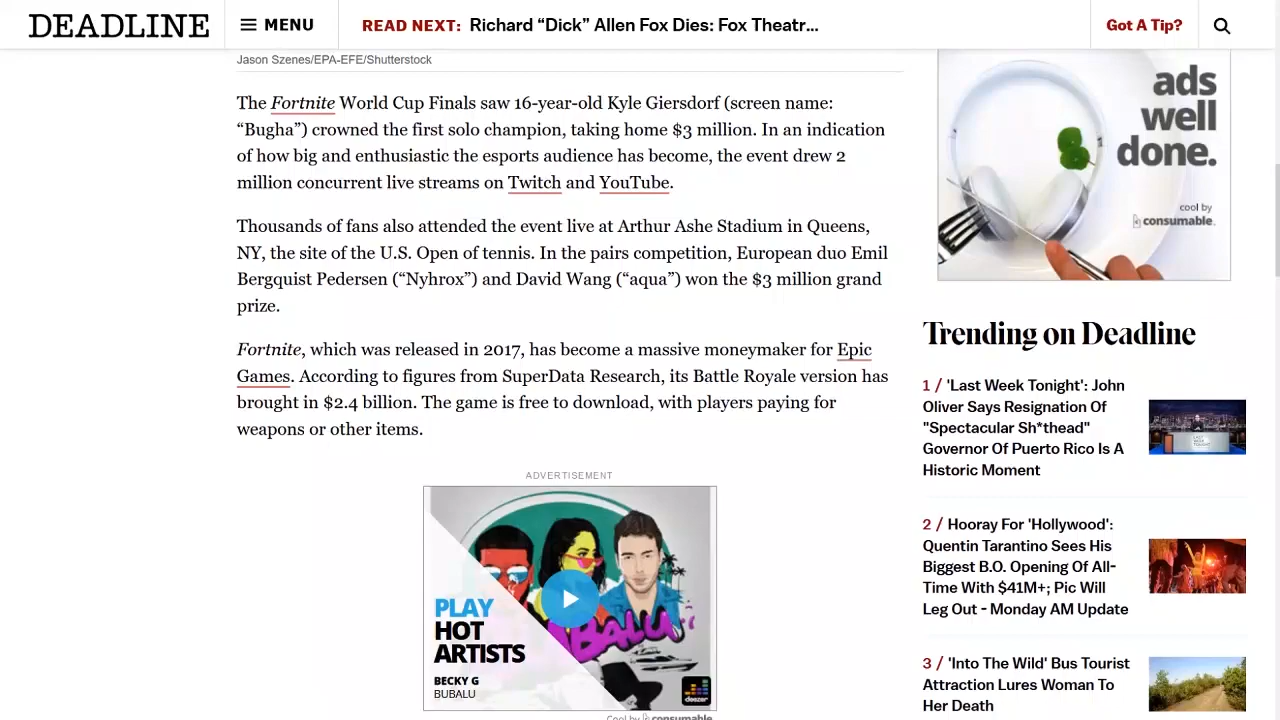 DEADLINE
MENU
READ NEXT: Richard “Dick” Allen Fox Dies: Fox Theatr...
Got A Tip?
Jason Szenes/EPA-EFE/Shutterstock
The Fortnite World Cup Finals saw 16-year-old Kyle Giersdorf (screen name:
“Bugha”) crowned the first solo champion, taking home $3 million. In an indication
of how big and enthusiastic the esports audience has become, the event drew 2
million concurrent live streams on Twitch and YouTube.
Thousands of fans also attended the event live at Arthur Ashe Stadium in Queens,
NY, the site of the U.S. Open of tennis. In the pairs competition, European duo Emil
Bergquist Pedersen (“Nyhrox”) and David Wang (“aqua”) won the $3 million grand
prize.
Fortnite, which was released in 2017, has become a massive moneymaker for Epic
Games. According to figures from SuperData Research, its Battle Royale version has
brought in $2.4 billion. The game is free to download, with players paying for
weapons or other items.
ADVERTISEMENT
PLAY
HOT
ARTISTS
BECKY G
BUBALU
deezer
Cool by consumable
ads
well
done.
cool by
consumable.
Trending on Deadline
1 / 'Last Week Tonight': John
Oliver Says Resignation Of
"Spectacular Sh*thead"
Governor Of Puerto Rico Is A
Historic Moment
2 / Hooray For 'Hollywood':
Quentin Tarantino Sees His
Biggest B.O. Opening Of All-
Time With $41M+; Pic Will
Leg Out - Monday AM Update
3 / 'Into The Wild' Bus Tourist
Attraction Lures Woman To
Her Death